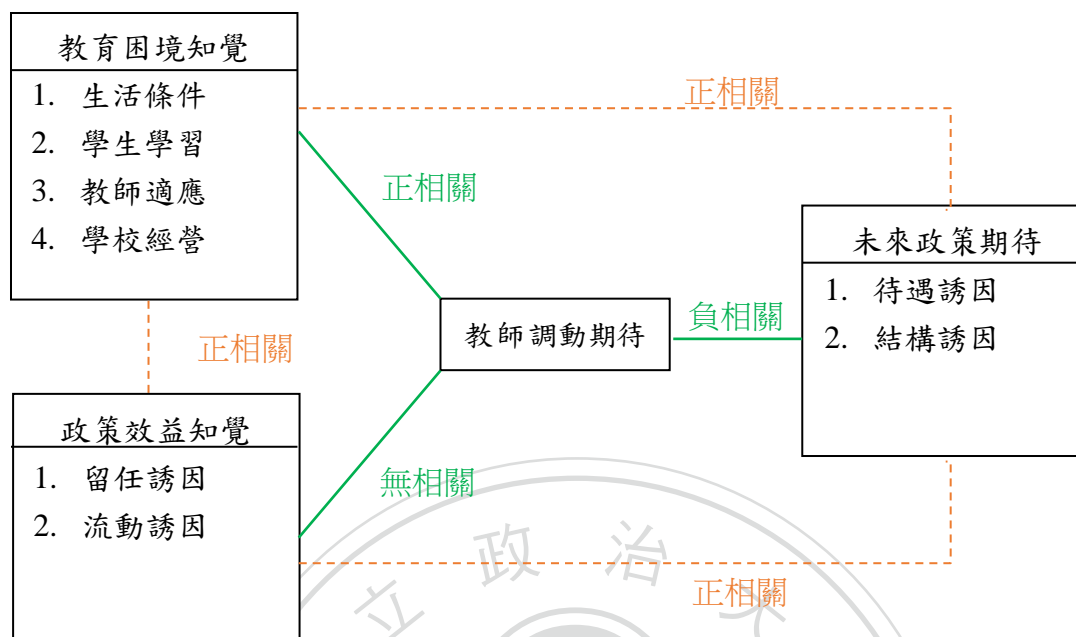 教育困境知覺
1. 生活條件
2. 學生學習
3. 教師適應
4. 學校經營
正相關
正相關
未來政策期待
1. 待遇誘因
2. 結構誘因
教師調動期待
負相關
正相關
政策效益知覺
1. 留任誘因
2. 流動誘因
無相關
正相關
立 政 治 大